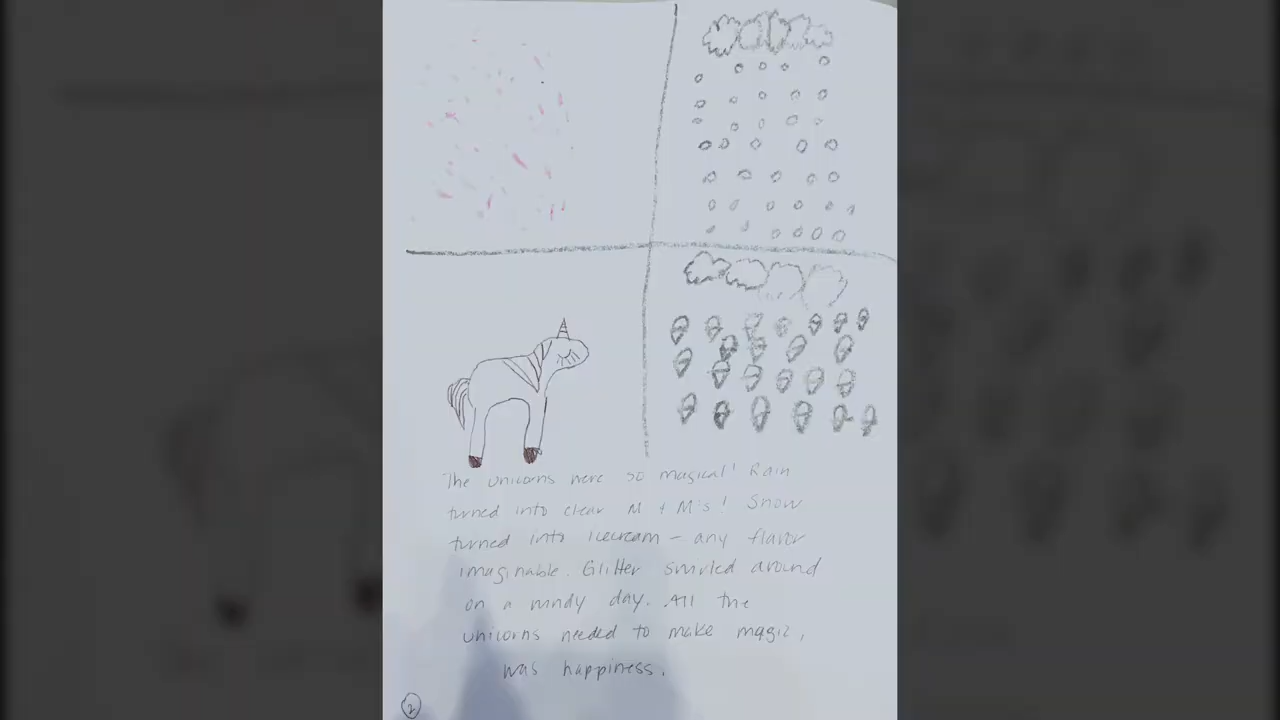 The unicorns were so magical! Rain
turned into clear M + M's! Snow
turned into icecream - any flavor
imaginable. Glitter swirled around
on a windy day. All the
unicorns needed to make magic,
was happiness.
2